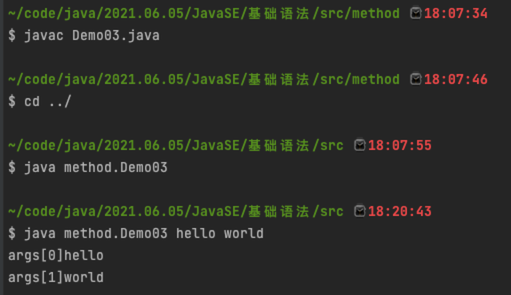 ~/code/java/2021.06.05/JavaSE/基础语法/src/method 18:07:34
$ javac Demo03.java
~/code/java/2021.06.05/JavaSE/基础语法/src/method 18:07:46
$ cd ../
~/code/java/2021.06.05/JavaSE/基础语法/src 18:07:55
$ java method.Demo03
~/code/java/2021.06.05/JavaSE/基础语法/src 18:20:43
$ java method.Demo03 hello world
args[0]hello
args[1]world